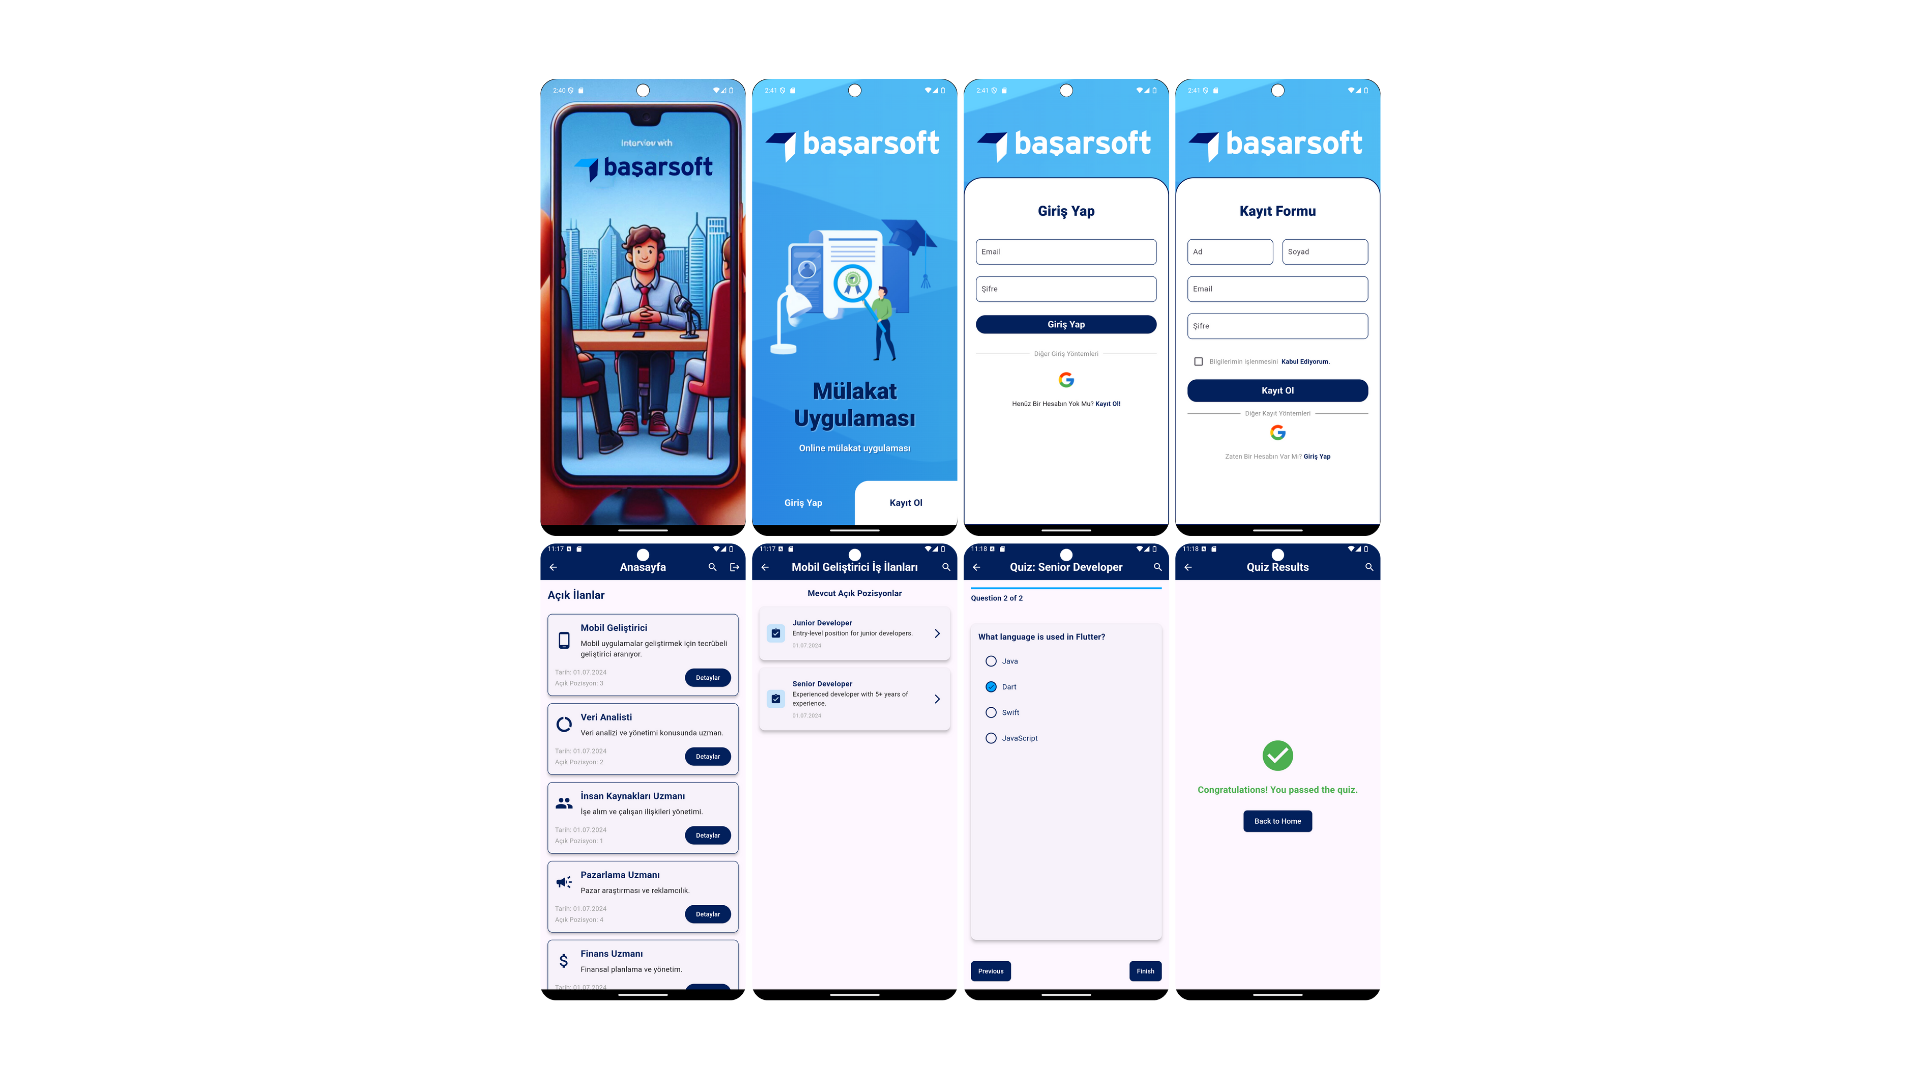 2:40
Interview with
başarsoft
2:41
başarsoft
Mülakat
Uygulaması
Online mülakat uygulaması
Giriş Yap
Kayıt Ol
2:41
başarsoft
Giriş Yap
Email
Şifre
Giriş Yap
Diğer Giriş Yöntemleri
Henüz Bir Hesabın Yok Mu? Kayıt Ol!
2:41
başarsoft
Kayıt Formu
Ad
Soyad
Email
Şifre
Bilgilerimin işlenmesini Kabul Ediyorum.
Kayıt Ol
Diğer Kayıt Yöntemleri
Zaten Bir Hesabın Var Mı? Giriş Yap
11:17
Anasayfa
Açık İlanlar
Mobil Geliştirici
Mobil uygulamalar geliştirmek için tecrübeli
geliştirici aranıyor.
Tarih: 01.07.2024
Açık Pozisyon: 3
Detaylar
Veri Analisti
Veri analizi ve yönetimi konusunda uzman.
Tarih: 01.07.2024
Açık Pozisyon: 2
Detaylar
İnsan Kaynakları Uzmanı
İşe alım ve çalışan ilişkileri yönetimi.
Tarih: 01.07.2024
Açık Pozisyon: 1
Detaylar
Pazarlama Uzmanı
Pazar araştırması ve reklamcılık.
Tarih: 01.07.2024
Açık Pozisyon: 4
Detaylar
Finans Uzmanı
Finansal planlama ve yönetim.
Tarih: 01.07.2024
11:17
Mobil Geliştirici İş İlanları
Mevcut Açık Pozisyonlar
Junior Developer
Entry-level position for junior developers.
01.07.2024
Senior Developer
Experienced developer with 5+ years of
experience.
01.07.2024
11:18
Quiz: Senior Developer
Question 2 of 2
What language is used in Flutter?
Java
Dart
Swift
JavaScript
Previous
Finish
11:18
Quiz Results
Congratulations! You passed the quiz.
Back to Home